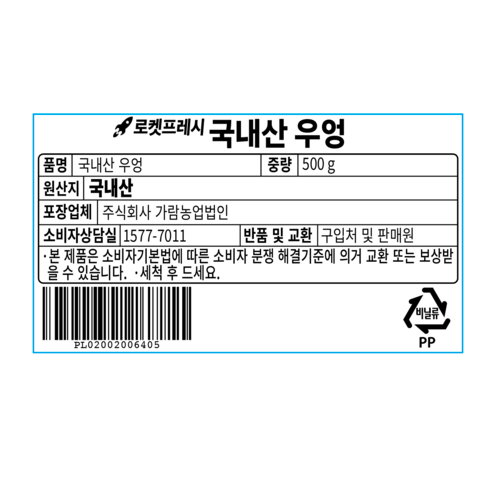 로켓프레시 국내산 우엉
품명 국내산 우엉 중량 500 g
원산지 국내산
포장업체 주식회사 가람농업법인
소비자상담실 1577-7011 반품 및 교환 구입처 및 판매원
·본 제품은 소비자기본법에 따른 소비자 분쟁 해결기준에 의거 교환 또는 보상받
을 수 있습니다. ·세척 후 드세요.
PL02002006405
비닐류
PP